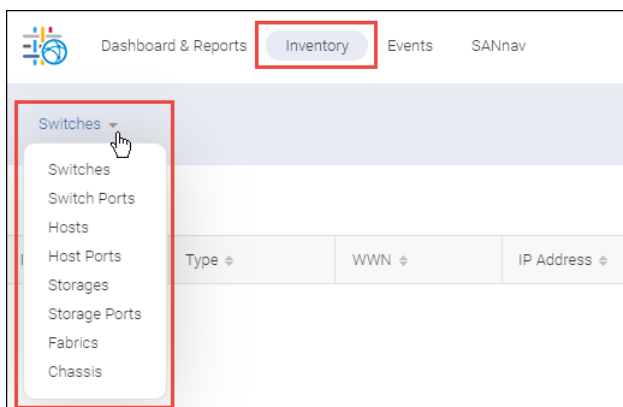 Dashboard & Reports Inventory Events SANnav
Switches
Switches
Switch Ports
Hosts
Host Ports
Type WWN IP Address
Storages
Storage Ports
Fabrics
Chassis